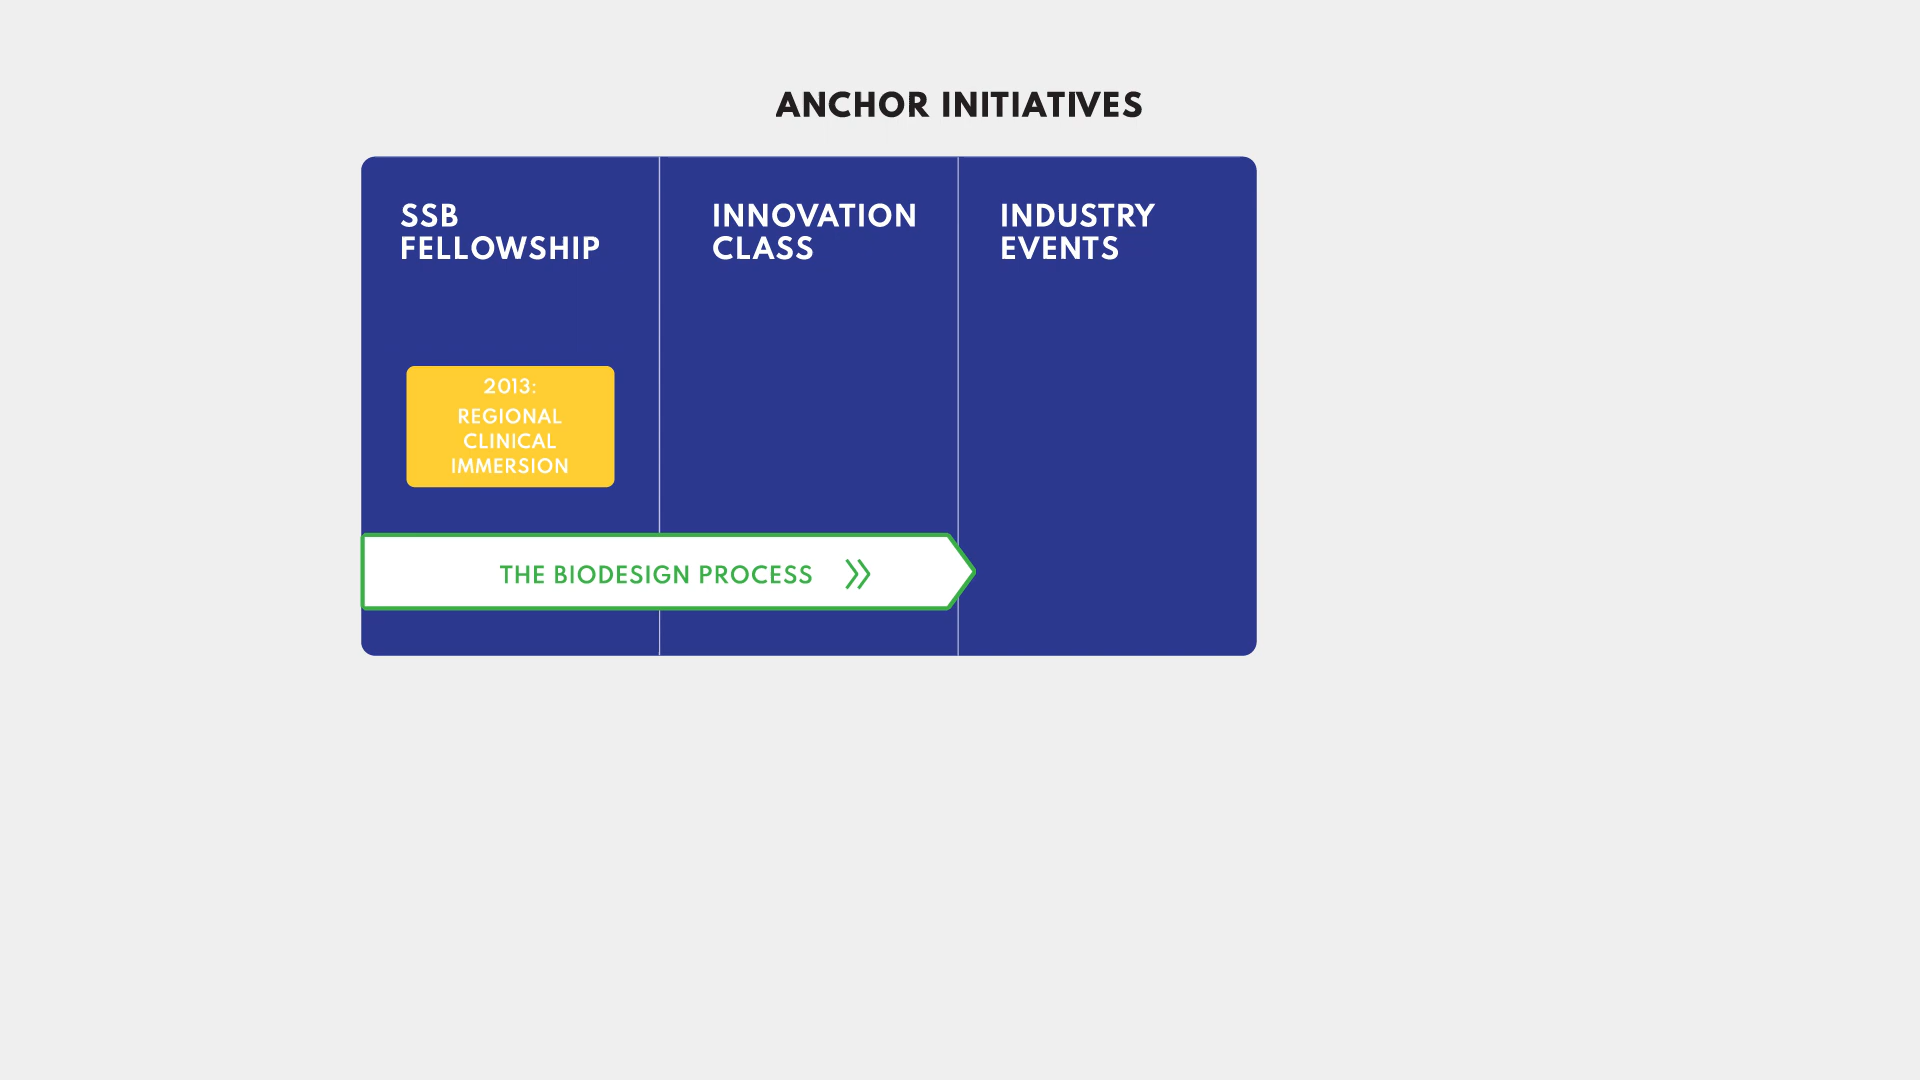 ANCHOR INITIATIVES
SSB
FELLOWSHIP
INNOVATION
CLASS
INDUSTRY
EVENTS
2013:
REGIONAL
CLINICAL
IMMERSION
THE BIODESIGN PROCESS